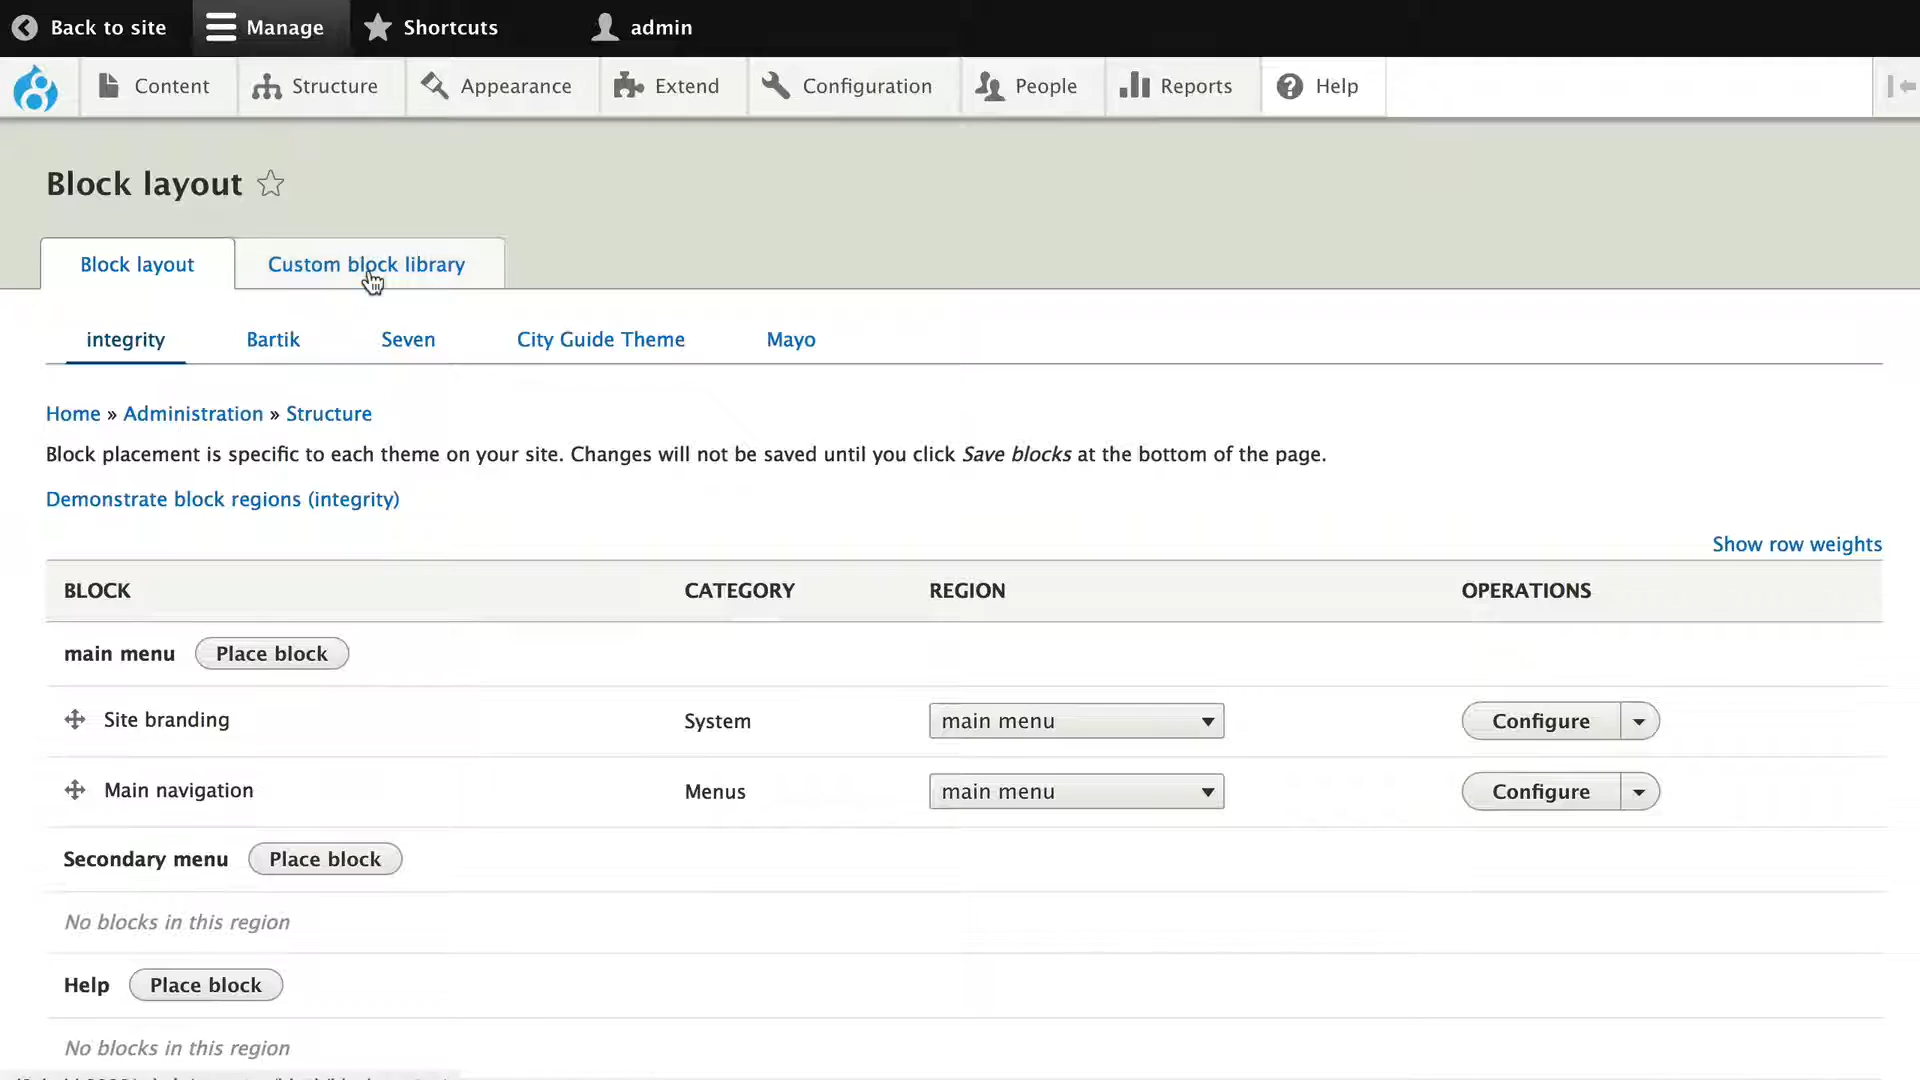 Back to site Manage Shortcuts admin
Content Structure Appearance Extend Configuration People Reports Help
Block layout
Block layout Custom block library
integrity Bartik Seven City Guide Theme Mayo
Home » Administration » Structure
Block placement is specific to each theme on your site. Changes will not be saved until you click Save blocks at the bottom of the page.
Demonstrate block regions (integrity)
Show row weights
BLOCK CATEGORY REGION OPERATIONS
main menu Place block
Site branding System main menu Configure
Main navigation Menus main menu Configure
Secondary menu Place block
No blocks in this region
Help Place block
No blocks in this region